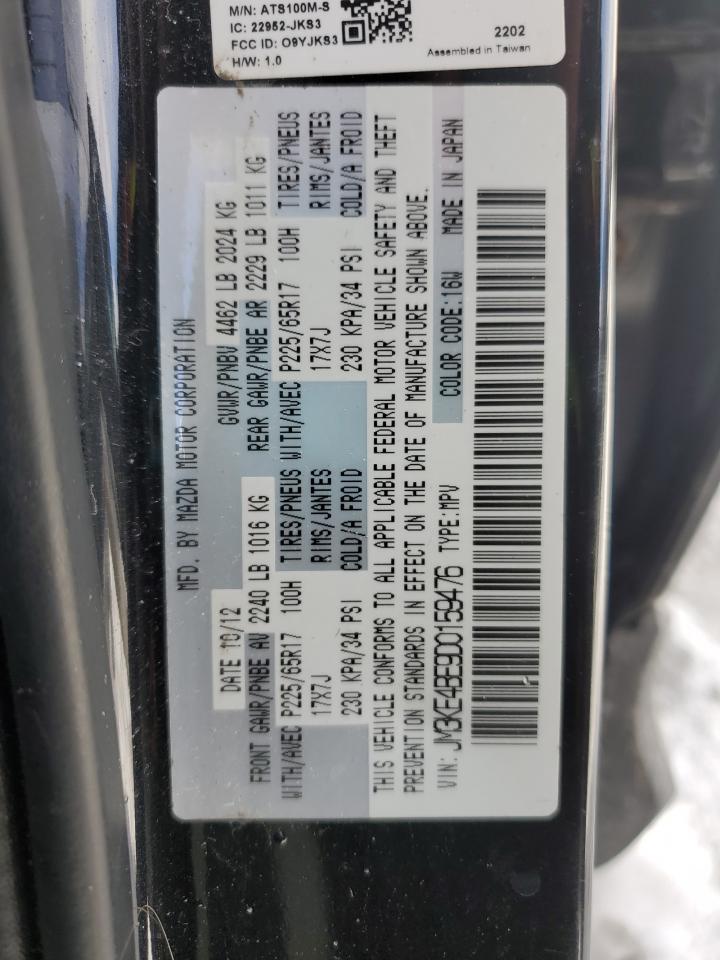 M/N: ATS100M-S
IC: 22952-JKS3
FCC ID: O9YJKS3
H/W: 1.0
2202
Assembled in Taiwan
MFD. BY MAZDA MOTOR CORPORATION
DATE 10/12 GVWR/PNBV 4462 LB 2024 KG
FRONT GAWR/PNBE AV 2240 LB 1016 KG REAR GAWR/PNBE AR 2229 LB 1011 KG
WITH/AVEC P225/65R17 100H TIRES/PNEUS WITH/AVEC P225/65R17 100H TIRES/PNEUS
17X7J RIMS/JANTES 17X7J RIMS/JANTES
230 KPA/34 PSI COLD/A FROID 230 KPA/34 PSI COLD/A FROID
THIS VEHICLE CONFORMS TO ALL APPLICABLE FEDERAL MOTOR VEHICLE SAFETY AND THEFT
PREVENTION STANDARDS IN EFFECT ON THE DATE OF MANUFACTURE SHOWN ABOVE.
VIN: JM3KE4BE9D0159476 TYPE:MPV COLOR CODE:16W MADE IN JAPAN